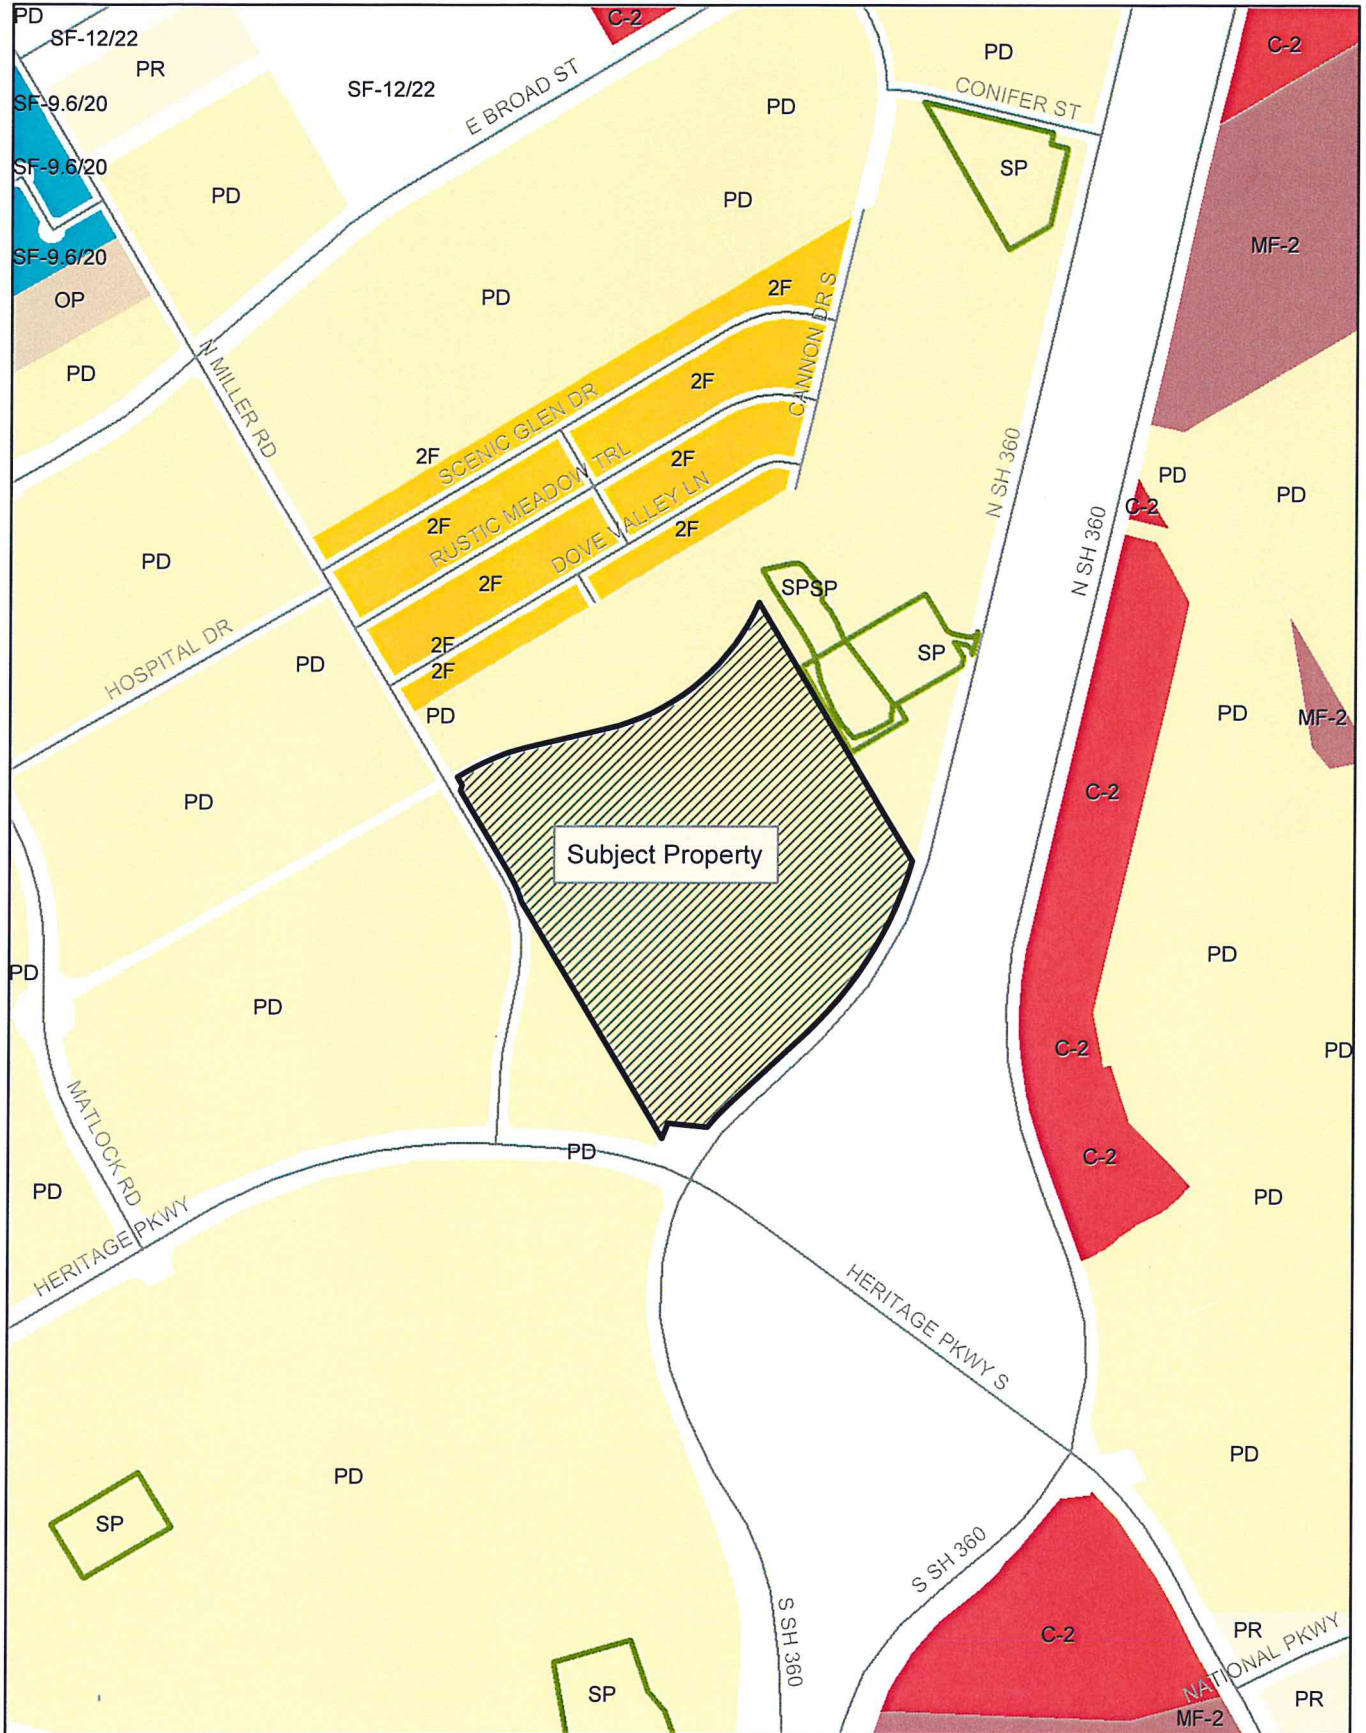 PD
SF-12/22
C-2
C-2
PD
PR
SF-12/22
E BROAD ST
PD
CONIFER ST
SF-9.6/20
SF-9.6/20
SP
PD
PD
MF-2
SF-9.6/20
OP
PD
2F
CANNON DR S
PD
N MILLER RD
2F
SCENIC GLEN DR
2F
2F
N SH 360
PD
PD
C-2
RUSTIC MEADOW TRL
2F
DOVE VALLEY LN
2F
N SH 360
PD
2F
SPSP
HOSPITAL DR
PD
2F
2F
SP
PD
PD
MF-2
PD
C-2
Subject Property
PD
PD
PD
C-2
PD
MATLOCK RD
PD
C-2
PD
PD
HERITAGE PKWY
HERITAGE PKWY S
PD
PD
SP
S SH 360
S SH 360
C-2
PR
NATIONAL PKWY
SP
PR
MF-2